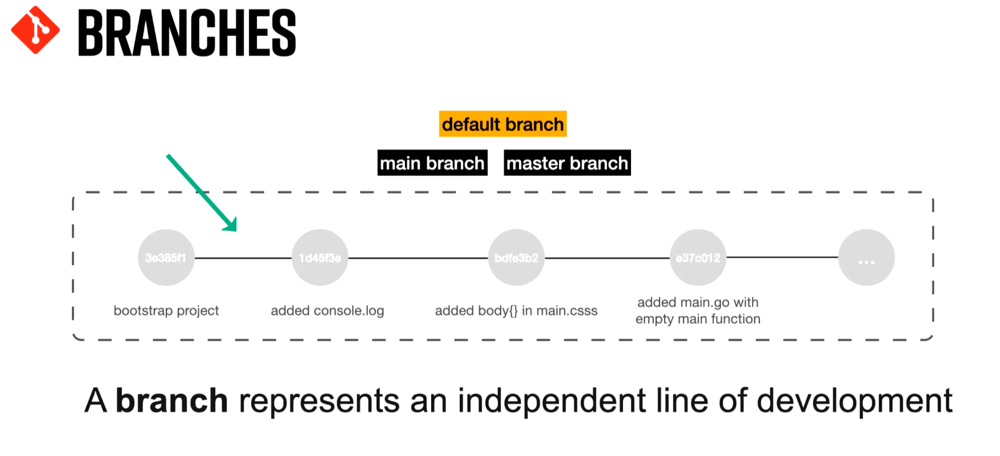 BRANCHES
default branch
main branch
master branch
3e385f1
1d45f3e
bdfe3b2
e37c012
...
bootstrap project
added console.log
added body{} in main.csss
added main.go with
empty main function
A branch represents an independent line of development